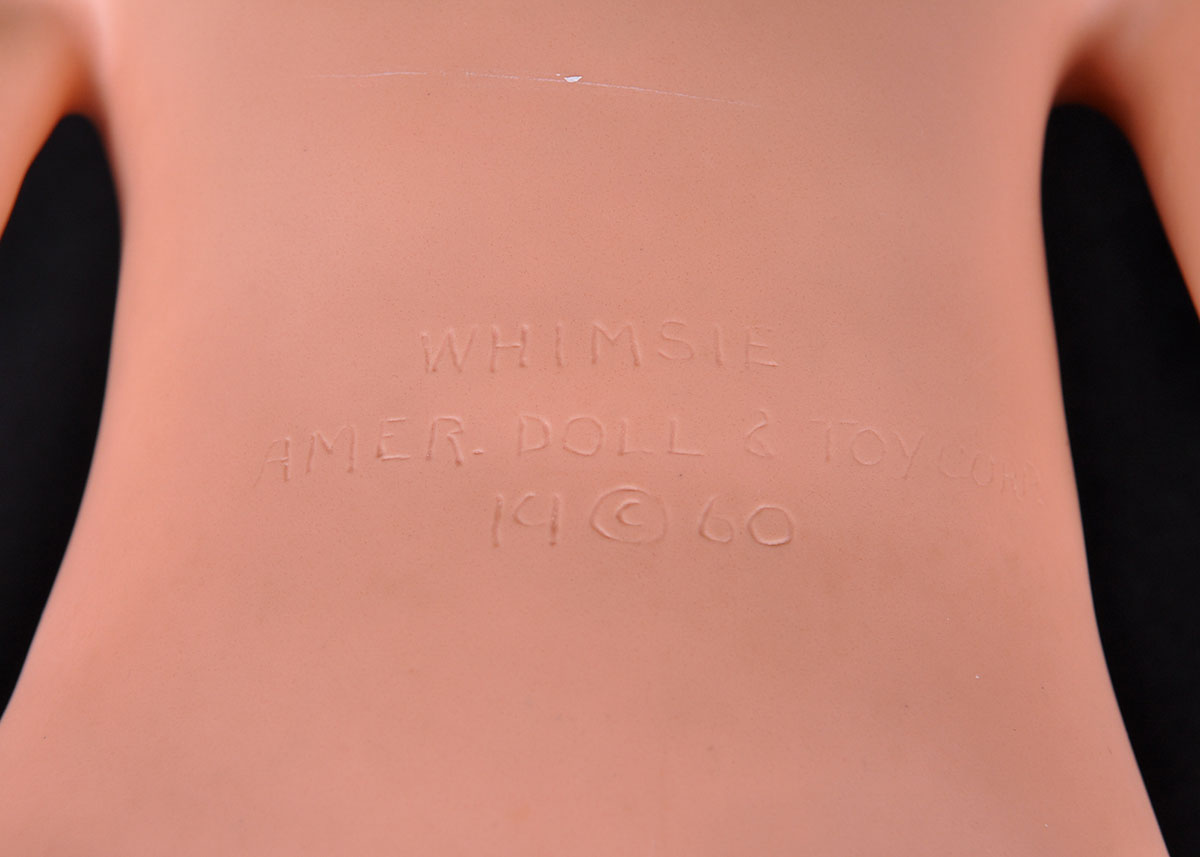 WHIMSIE
AMER. DOLL & TOY CORP
19 © 60